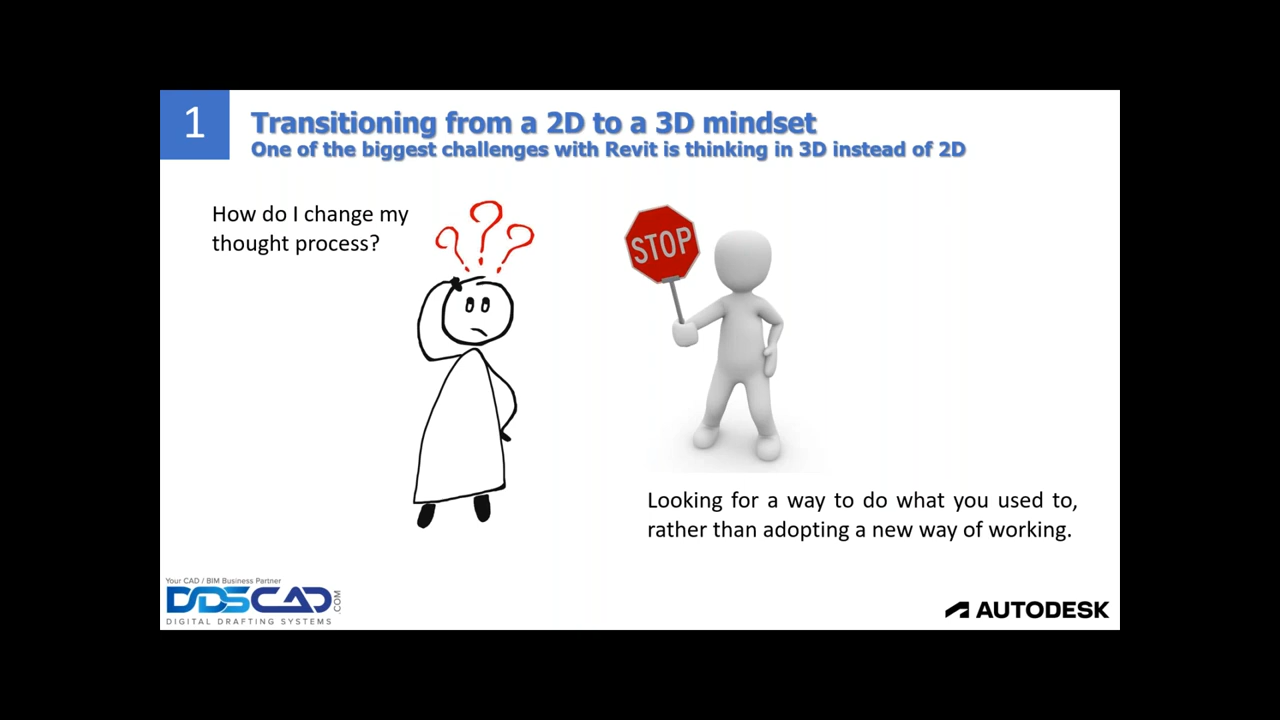 1
Transitioning from a 2D to a 3D mindset
One of the biggest challenges with Revit is thinking in 3D instead of 2D
How do I change my
thought process?
STOP
Looking for a way to do what you used to,
rather than adopting a new way of working.
Your CAD / BIM Business Partner
DDSCAD.COM
DIGITAL DRAFTING SYSTEMS
AUTODESK